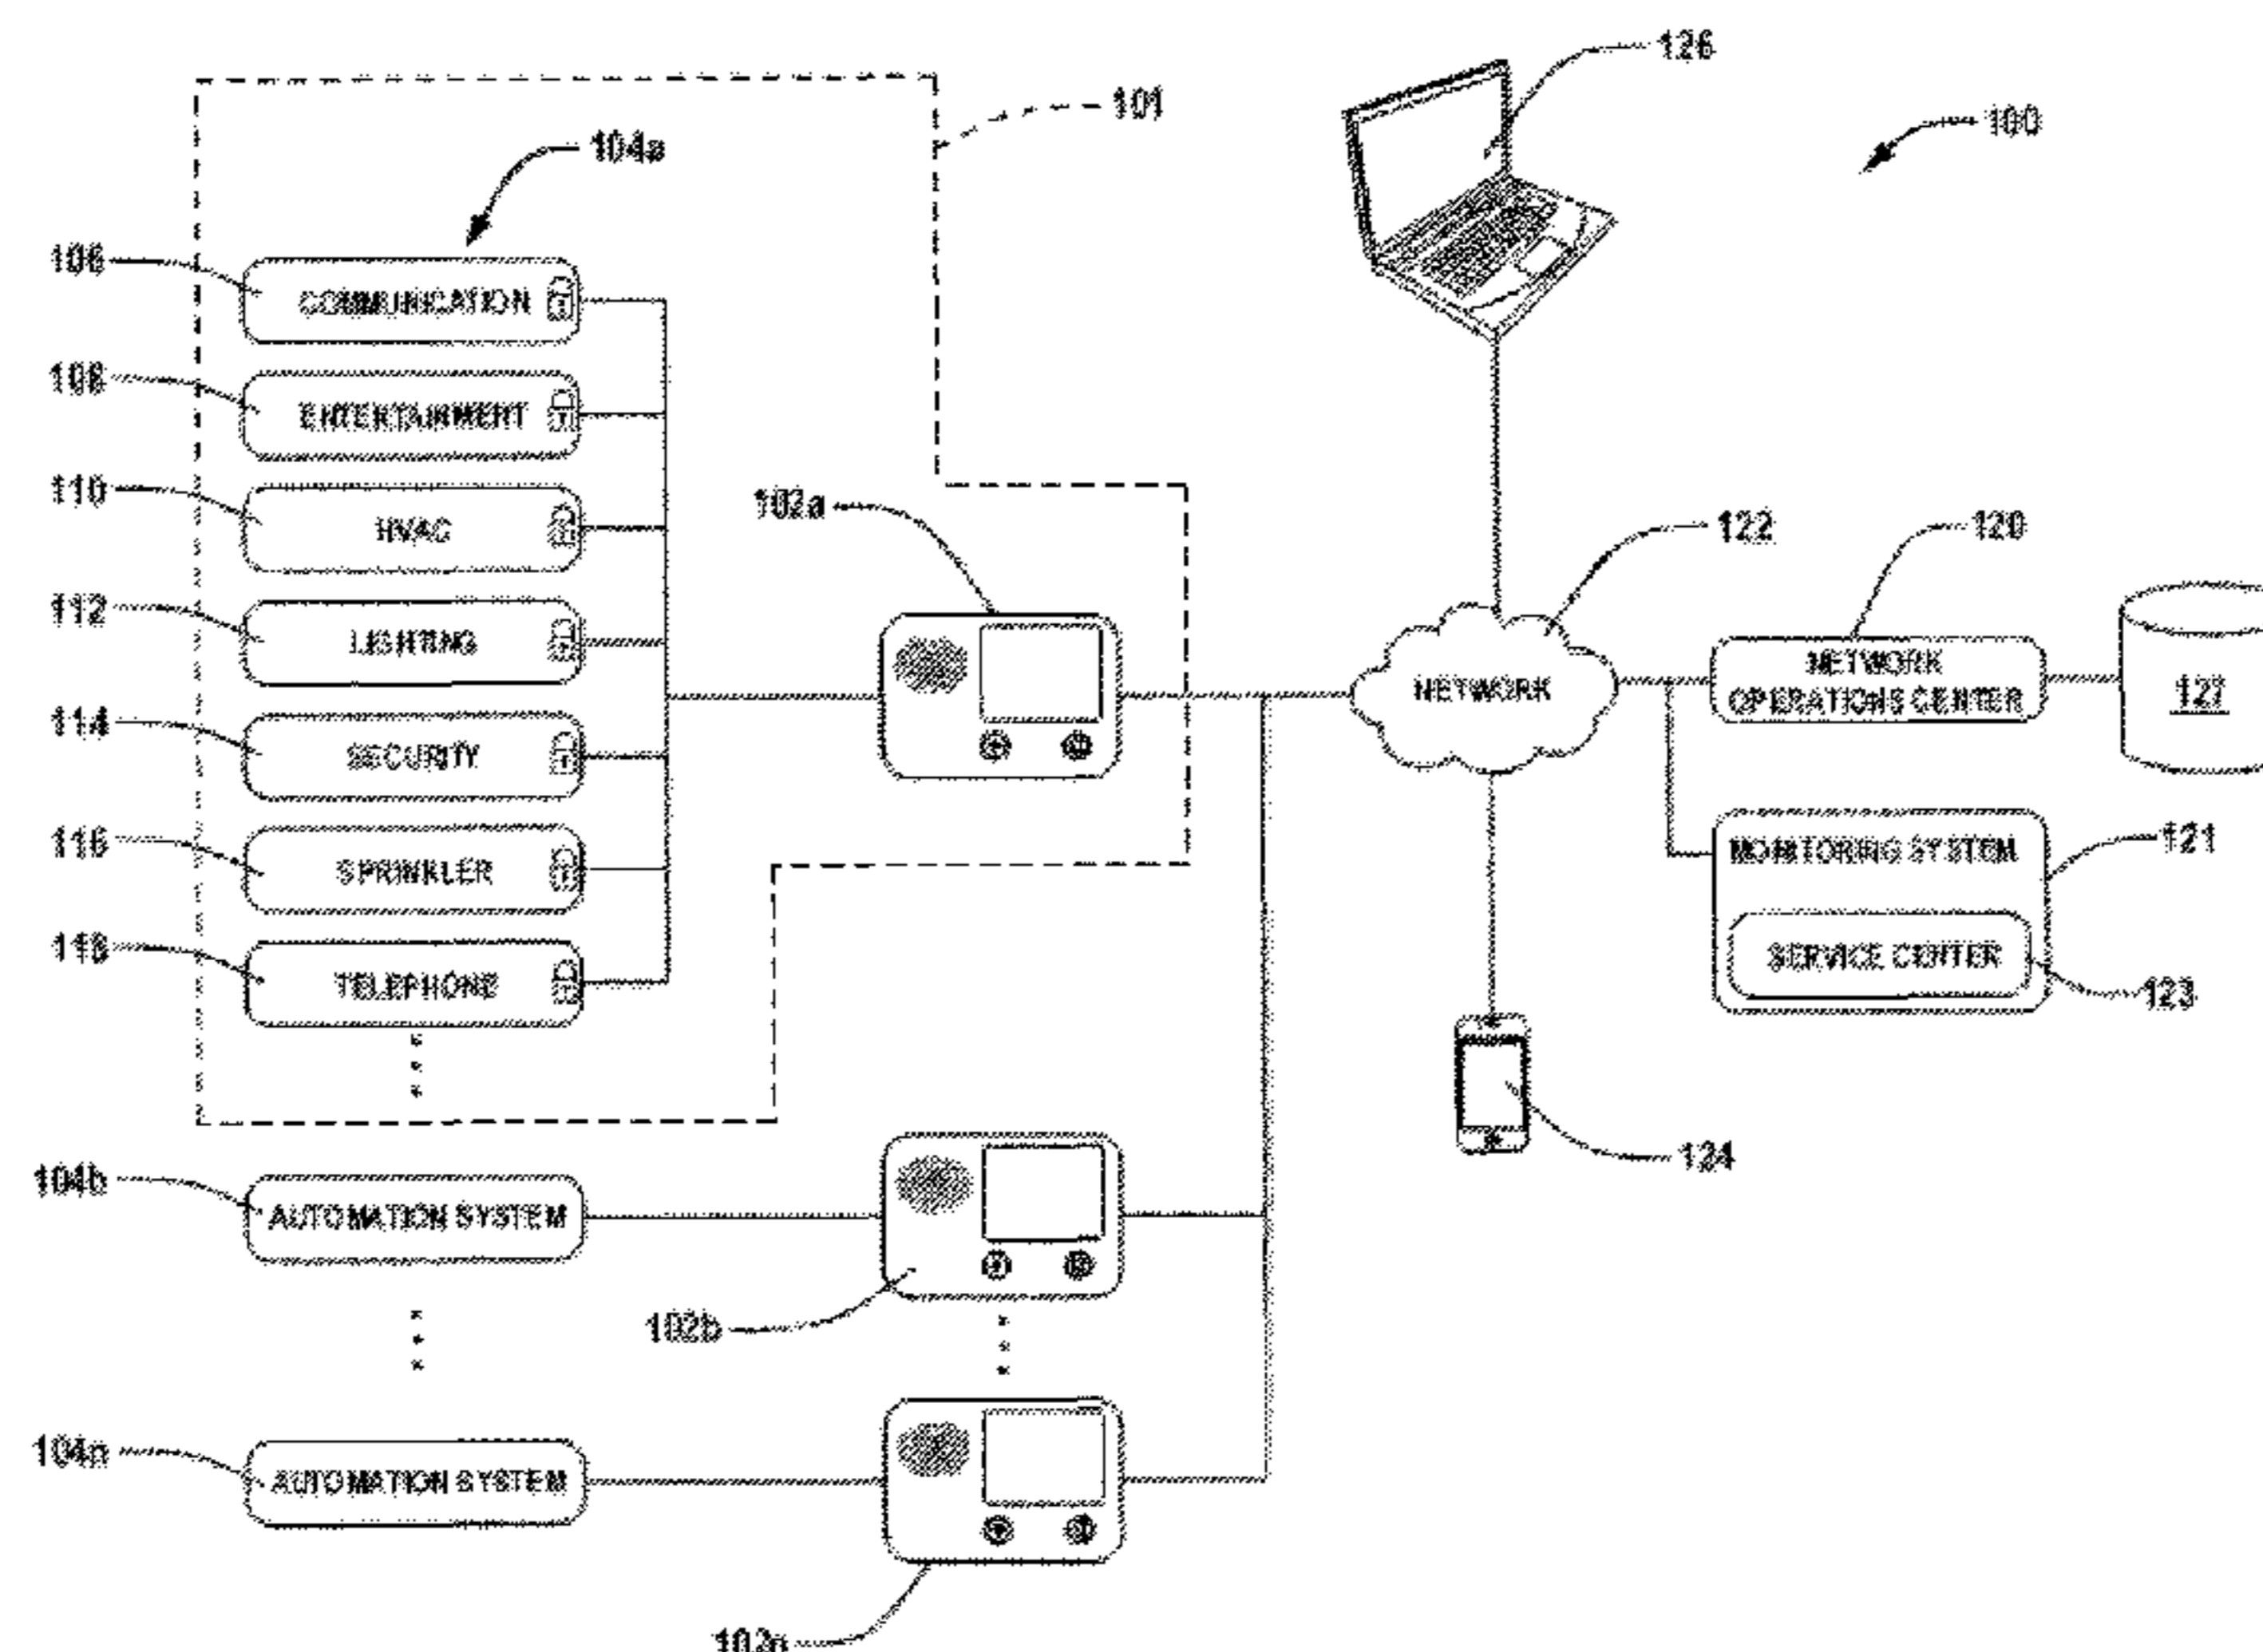 126
101
100
104a
106
COMMUNICATION
108
ENTERTAINMENT
110
HVAC
102a
122
120
112
LIGHTING
NETWORK
NETWORK
OPERATIONS CENTER
127
114
SECURITY
116
SPRINKLER
MONITORING SYSTEM
121
118
TELEPHONE
SERVICE CENTER
123
124
104b
AUTOMATION SYSTEM
102b
104n
AUTOMATION SYSTEM
102n